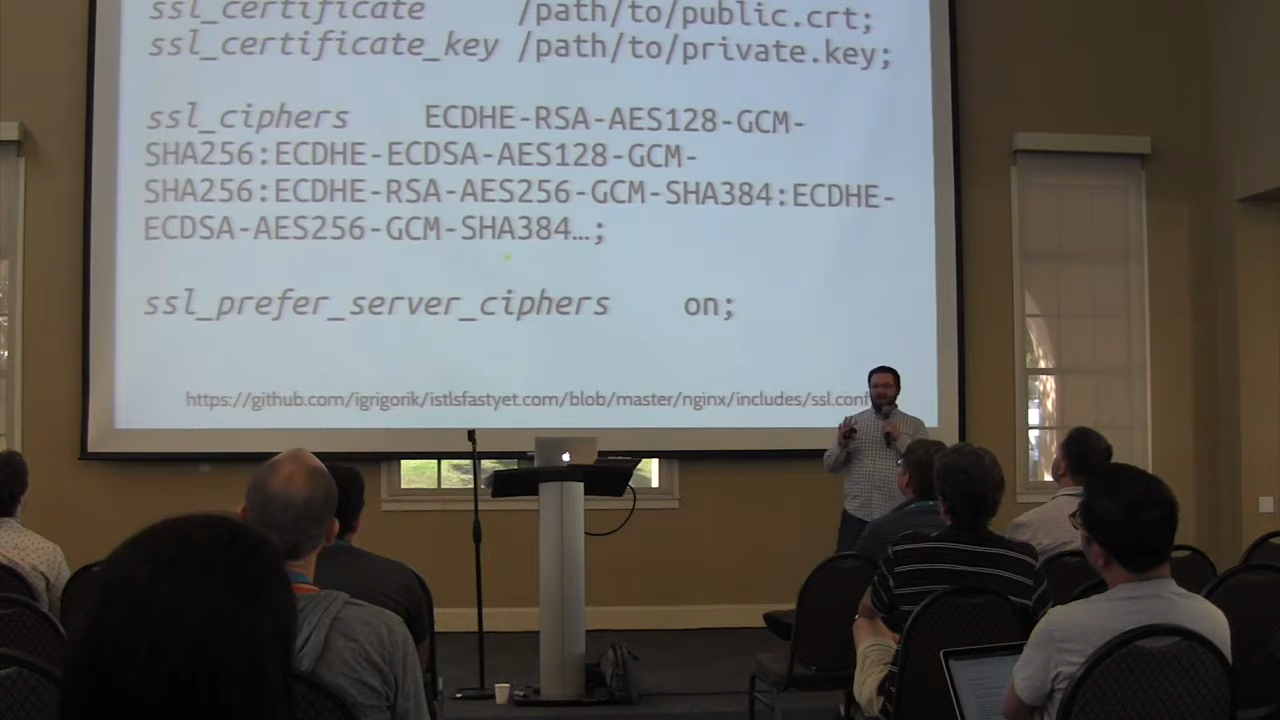 ssl_certificate /path/to/public.crt;
ssl_certificate_key /path/to/private.key;
ssl_ciphers ECDHE-RSA-AES128-GCM-
SHA256:ECDHE-ECDSA-AES128-GCM-
SHA256:ECDHE-RSA-AES256-GCM-SHA384:ECDHE-
ECDSA-AES256-GCM-SHA384…;
ssl_prefer_server_ciphers on;
https://github.com/igrigorik/istlsfastyet.com/blob/master/nginx/includes/ssl.conf